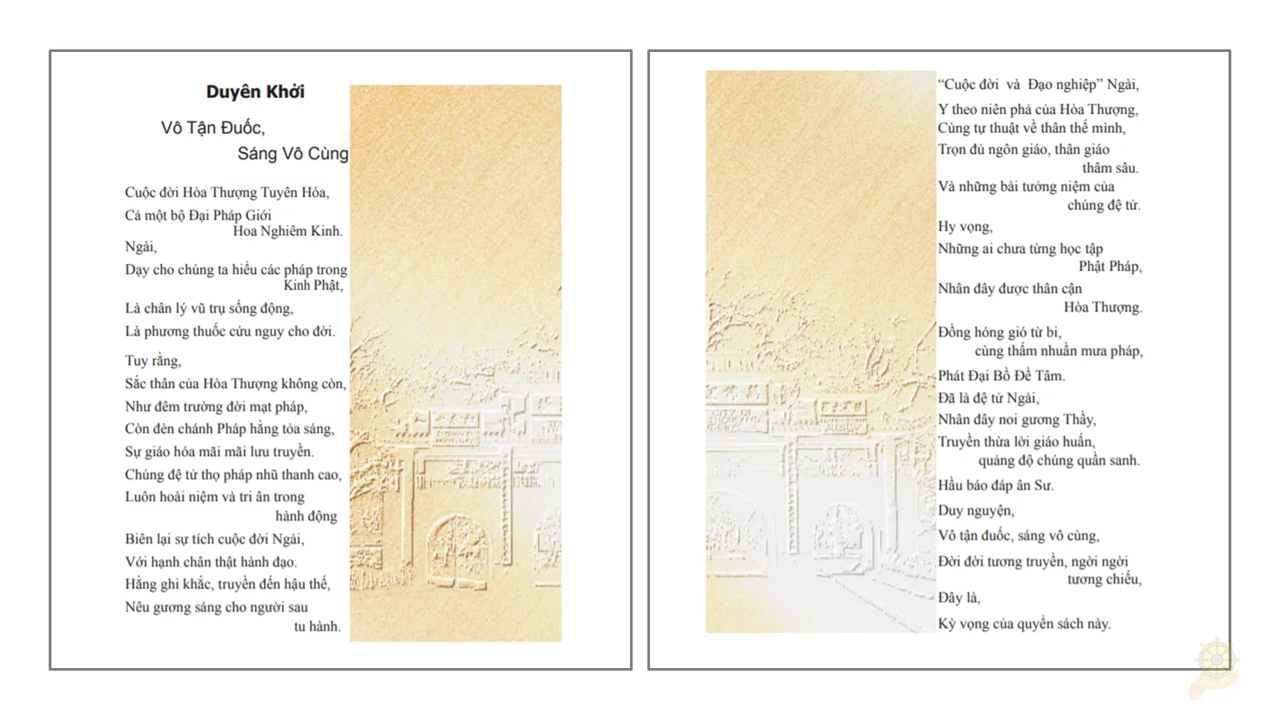 Duyên Khởi
Vô Tận Đuốc,
Sáng Vô Cùng
Cuộc đời Hòa Thượng Tuyên Hóa,
Cả một bộ Đại Pháp Giới
Hoa Nghiêm Kinh.
Ngài,
Dạy cho chúng ta hiểu các pháp trong
Kinh Phật,
Là chân lý vũ trụ sống động,
Là phương thuốc cứu nguy cho đời.
Tuy rằng,
Sắc thân của Hòa Thượng không còn,
Như đêm trường đời mạt pháp,
Còn đèn chánh Pháp hằng tỏa sáng,
Sự giáo hóa mãi mãi lưu truyền.
Chúng đệ tử thọ pháp nhũ thanh cao,
Luôn hoài niệm và tri ân trong
hành động
Biên lại sự tích cuộc đời Ngài,
Với hạnh chân thật hành đạo.
Hằng ghi khắc, truyền đến hậu thế,
Nêu gương sáng cho người sau
tu hành.
“Cuộc đời và Đạo nghiệp” Ngài,
Y theo niên phả của Hòa Thượng,
Cùng tự thuật về thân thế mình,
Trọn đủ ngôn giáo, thân giáo
thâm sâu.
Và những bài tưởng niệm của
chúng đệ tử.
Hy vọng,
Những ai chưa từng học tập
Phật Pháp,
Nhân đây được thân cận
Hòa Thượng.
Đồng hóng gió từ bi,
cùng thấm nhuần mưa pháp,
Phát Đại Bồ Đề Tâm.
Đã là đệ tử Ngài,
Nhân đây noi gương Thầy,
Truyền thừa lời giáo huấn,
quảng độ chúng quần sanh.
Hầu báo đáp ân Sư.
Duy nguyện,
Vô tận đuốc, sáng vô cùng,
Đời đời tương truyền, ngời ngời
tương chiếu,
Đây là,
Kỳ vọng của quyển sách này.